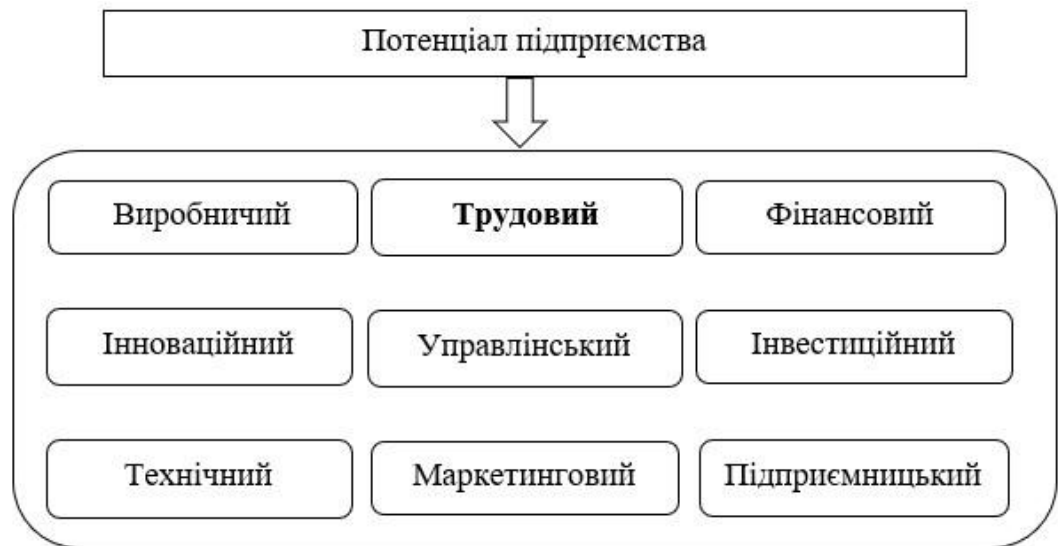 Потенціал підприємства
Виробничий
Трудовий
Фінансовий
Інноваційний
Управлінський
Інвестиційний
Технічний
Маркетинговий
Підприємницький